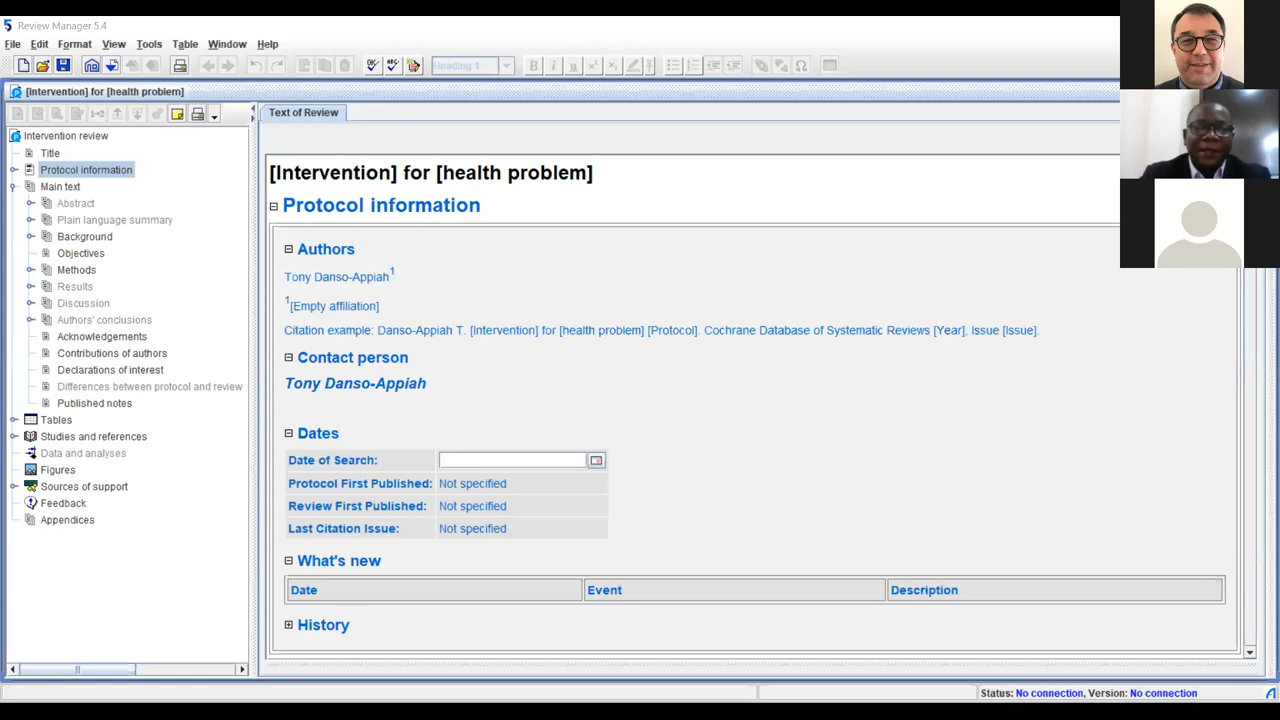 Review Manager 5.4
File Edit Format View Tools Table Window Help
Heading 1
[Intervention] for [health problem]
Intervention review
Title
Protocol information
Main text
Abstract
Plain language summary
Background
Objectives
Methods
Results
Discussion
Authors' conclusions
Acknowledgements
Contributions of authors
Declarations of interest
Differences between protocol and review
Published notes
Tables
Studies and references
Data and analyses
Figures
Sources of support
Feedback
Appendices
Text of Review
[Intervention] for [health problem]
Protocol information
Authors
Tony Danso-Appiah1
1[Empty affiliation]
Citation example: Danso-Appiah T. [Intervention] for [health problem] [Protocol]. Cochrane Database of Systematic Reviews [Year], Issue [Issue].
Contact person
Tony Danso-Appiah
Dates
Date of Search:
Protocol First Published: Not specified
Review First Published: Not specified
Last Citation Issue: Not specified
What's new
Date Event Description
History
Status: No connection, Version: No connection